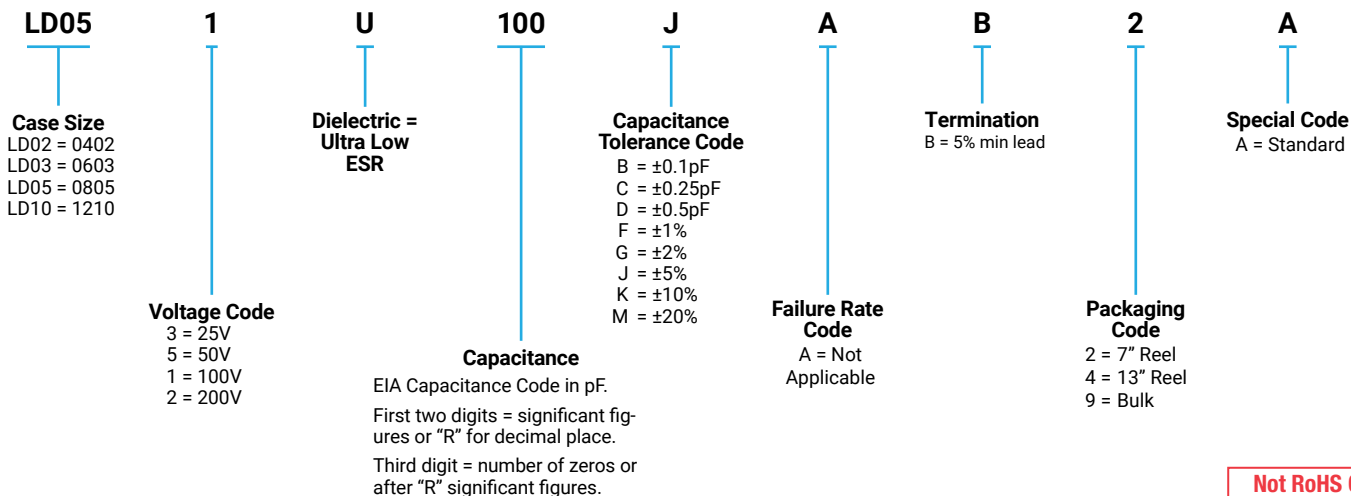 LD05 1 U 100 J A B 2 A
Case Size
LD02 = 0402
LD03 = 0603
LD05 = 0805
LD10 = 1210
Voltage Code
3 = 25V
5 = 50V
1 = 100V
2 = 200V
Dielectric =
Ultra Low
ESR
Capacitance
EIA Capacitance Code in pF.
First two digits = significant fig-
ures or “R” for decimal place.
Third digit = number of zeros or
after “R” significant figures.
Capacitance
Tolerance Code
B = ±0.1pF
C = ±0.25pF
D = ±0.5pF
F = ±1%
G = ±2%
J = ±5%
K = ±10%
M = ±20%
Failure Rate
Code
A = Not
Applicable
Termination
B = 5% min lead
Packaging
Code
2 = 7” Reel
4 = 13” Reel
9 = Bulk
Special Code
A = Standard
Not RoHS